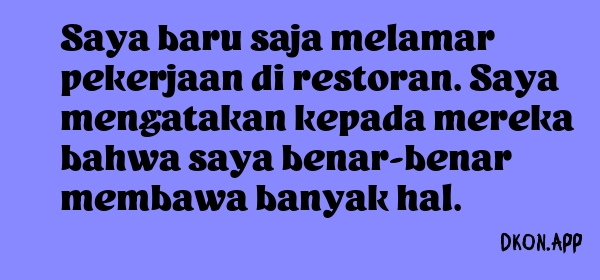 Saya baru saja melamar
pekerjaan di restoran. Saya
mengatakan kepada mereka
bahwa saya benar-benar
membawa banyak hal.
DKON.APP